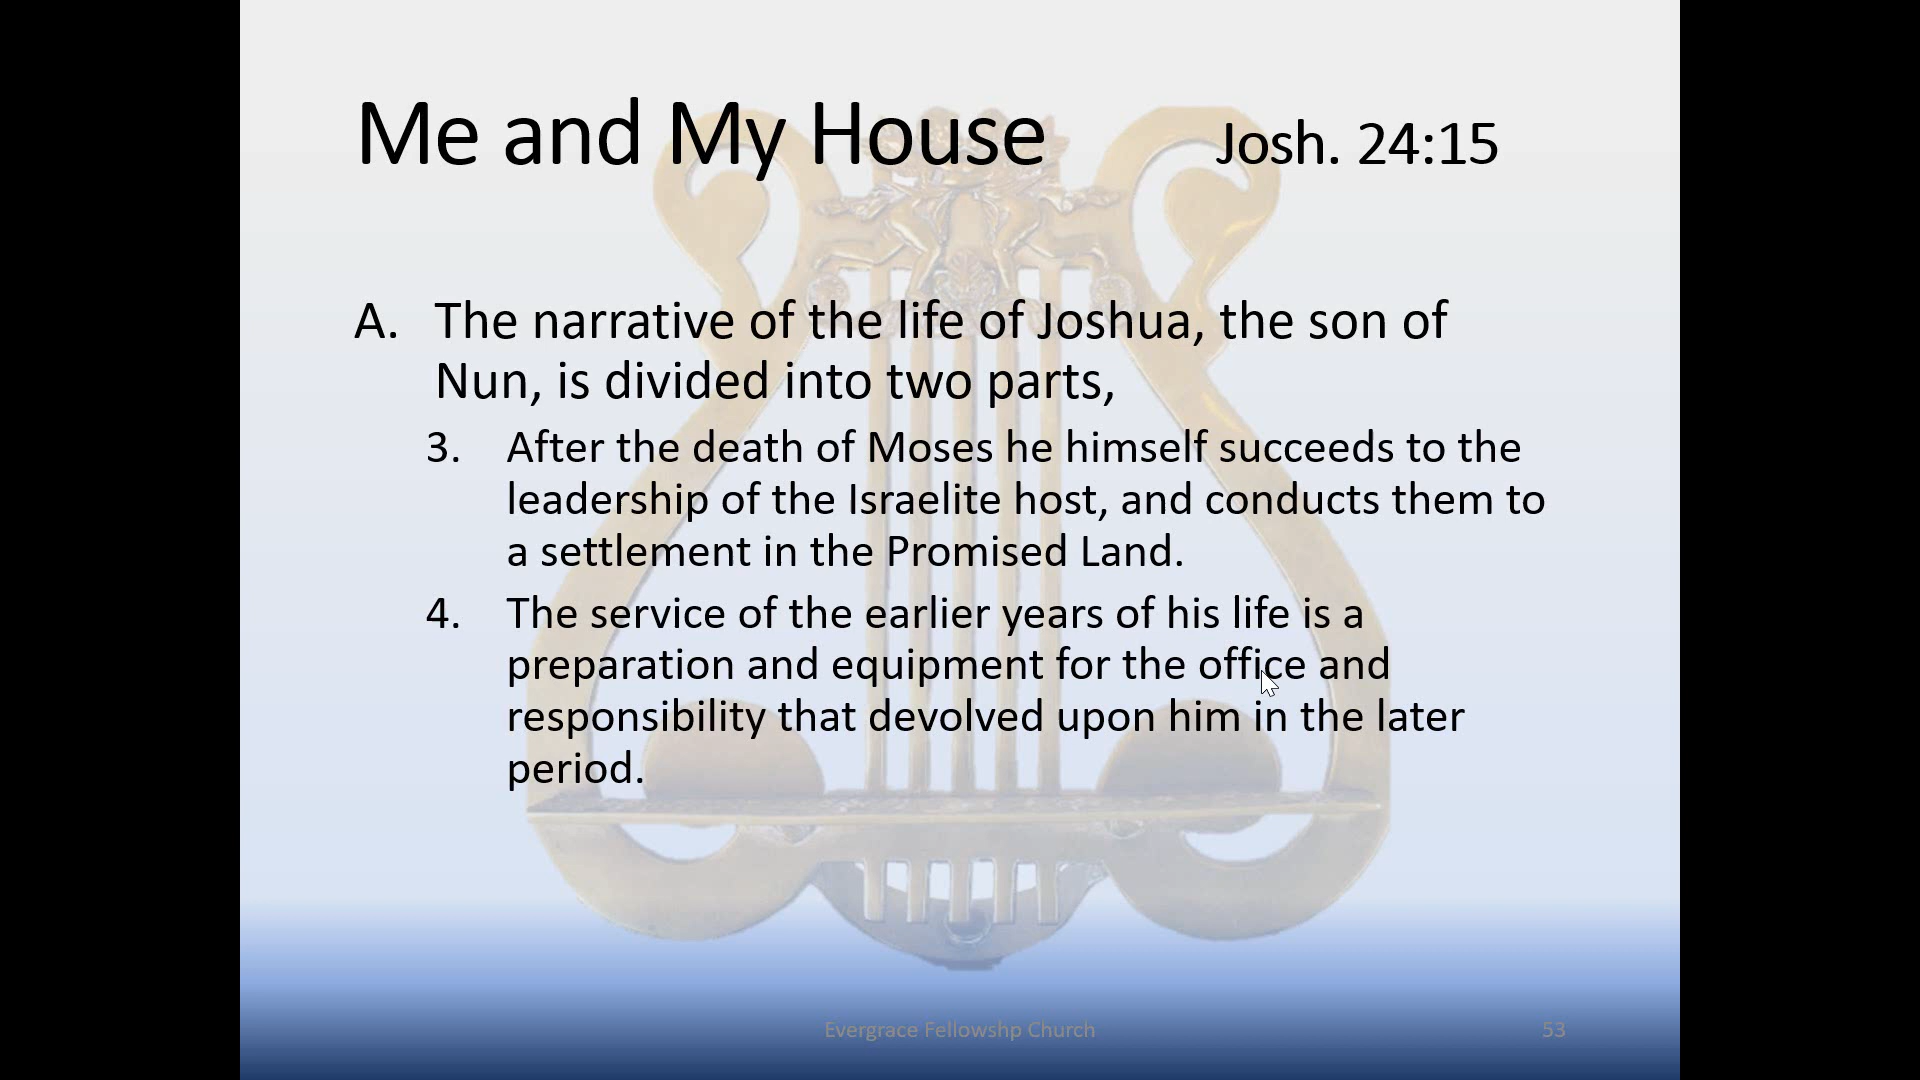 Me and My House Josh. 24:15
A. The narrative of the life of Joshua, the son of
Nun, is divided into two parts,
3. After the death of Moses he himself succeeds to the
leadership of the Israelite host, and conducts them to
a settlement in the Promised Land.
4. The service of the earlier years of his life is a
preparation and equipment for the office and
responsibility that devolved upon him in the later
period.
Evergrace Fellowshp Church 53